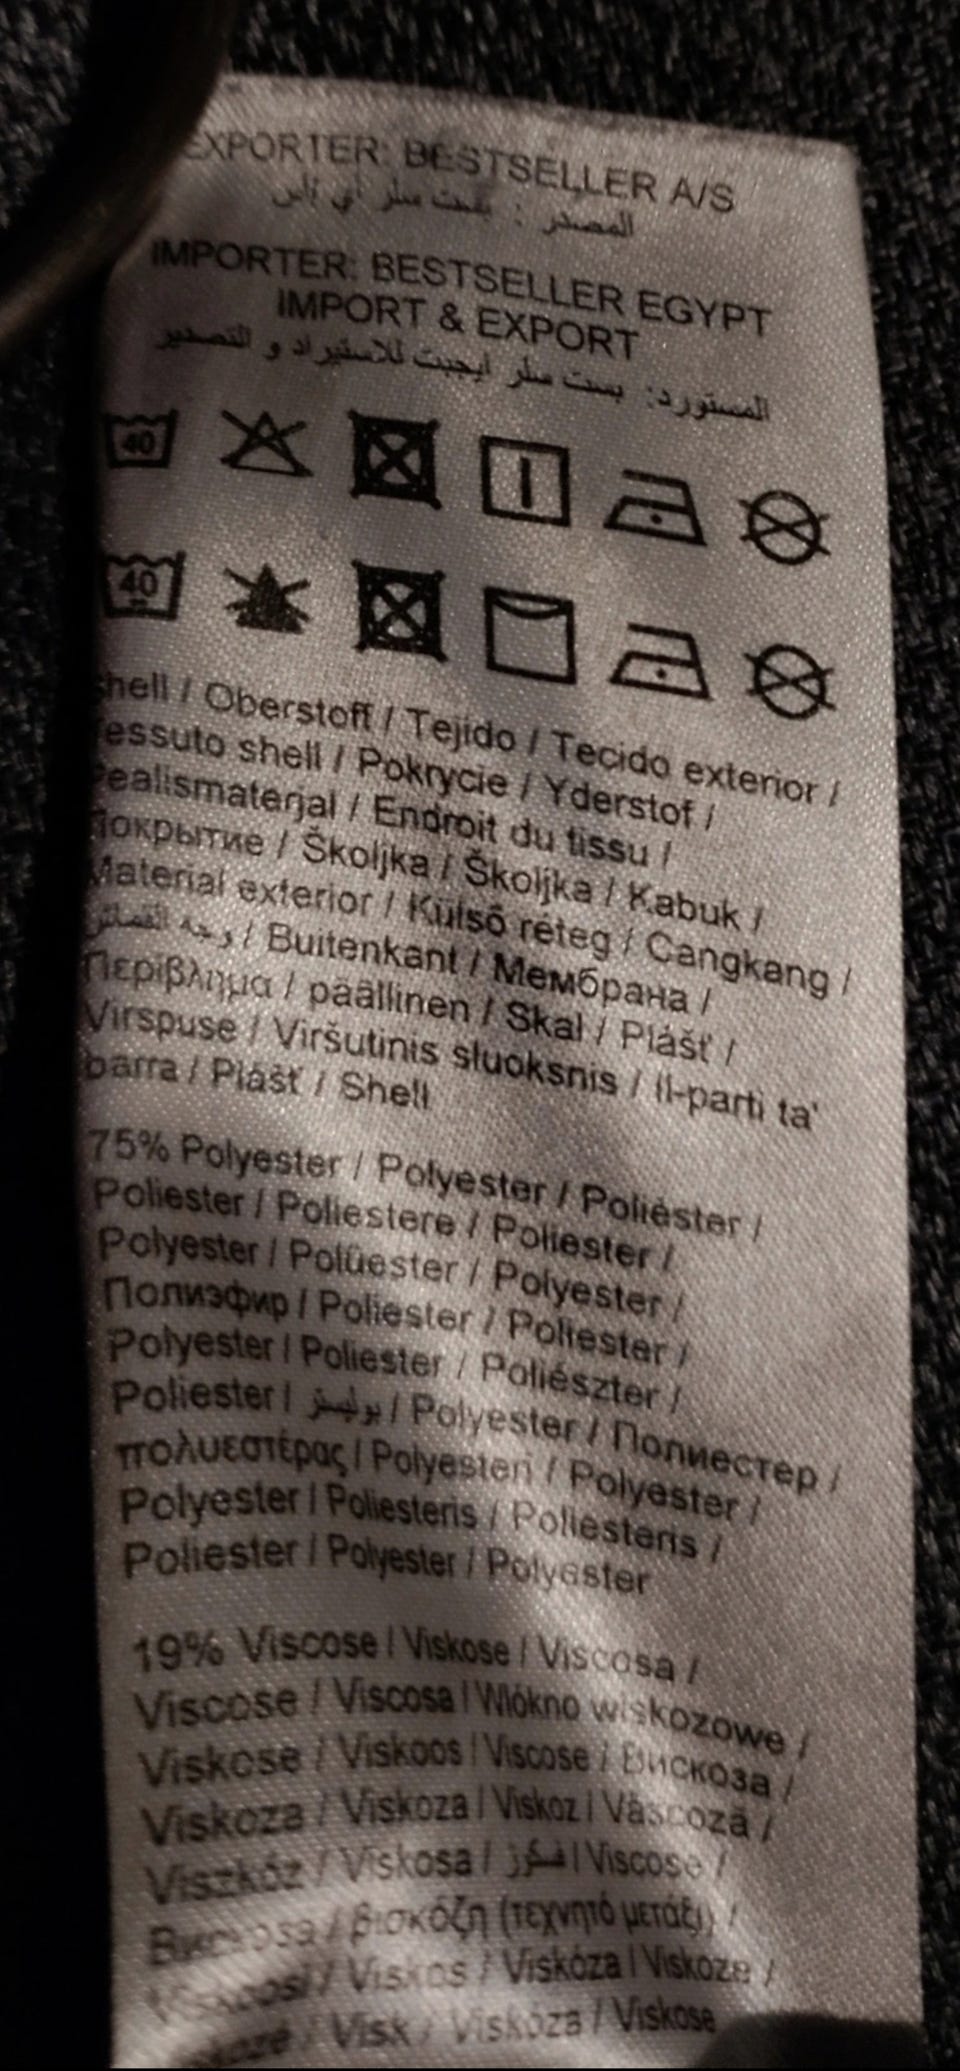 EXPORTER: BESTSELLER A/S
المصدر : بست سلر أي إس
IMPORTER: BESTSELLER EGYPT
IMPORT & EXPORT
المستورد: بست سلر ايجيبت للاستيراد و التصدير
40
40
hell / Oberstoff / Tejido / Tecido exterior /
essuto shell / Pokrycie / Yderstof /
ealismaterjal / Endroit du tissu /
Покрытие / Školjka / Školjka / Kabuk /
Material exterior / Külső réteg / Cangkang /
وجه القماش / Buitenkant / Мембрана /
Περίβλημα / päällinen / Skal / Plášť /
Virspuse / Viršutinis sluoksnis / Il-parti ta'
barra / Plášť / Shell
75% Polyester / Polyester / Poliéster /
Poliester / Poliestere / Poliester /
Polyester / Polüester / Polyester /
Полиэфир / Poliester / Poliester /
Polyester / Poliester / Poliészter /
Poliester / بوليستر / Polyester / Полиестер /
πολυεστέρας / Polyesteri / Polyester /
Polyester / Poliesteris / Poliesteris /
Poliester / Polyester / Polyester
19% Viscose / Viskose / Viscosa /
Viscose / Viscosa / Włókno wiskozowe /
Viskose / Viskoos / Viscose / Вискоза /
Viskoza / Viskoza / Viskoz / Vâscoză /
Viszkóz / Viskosa / فسكوز / Viscose /
βισκόζη (τεχνητό μετάξι) /
/ Viskos / Viskóza / Viskoze /
/ Visk / Viskóza / Viskose